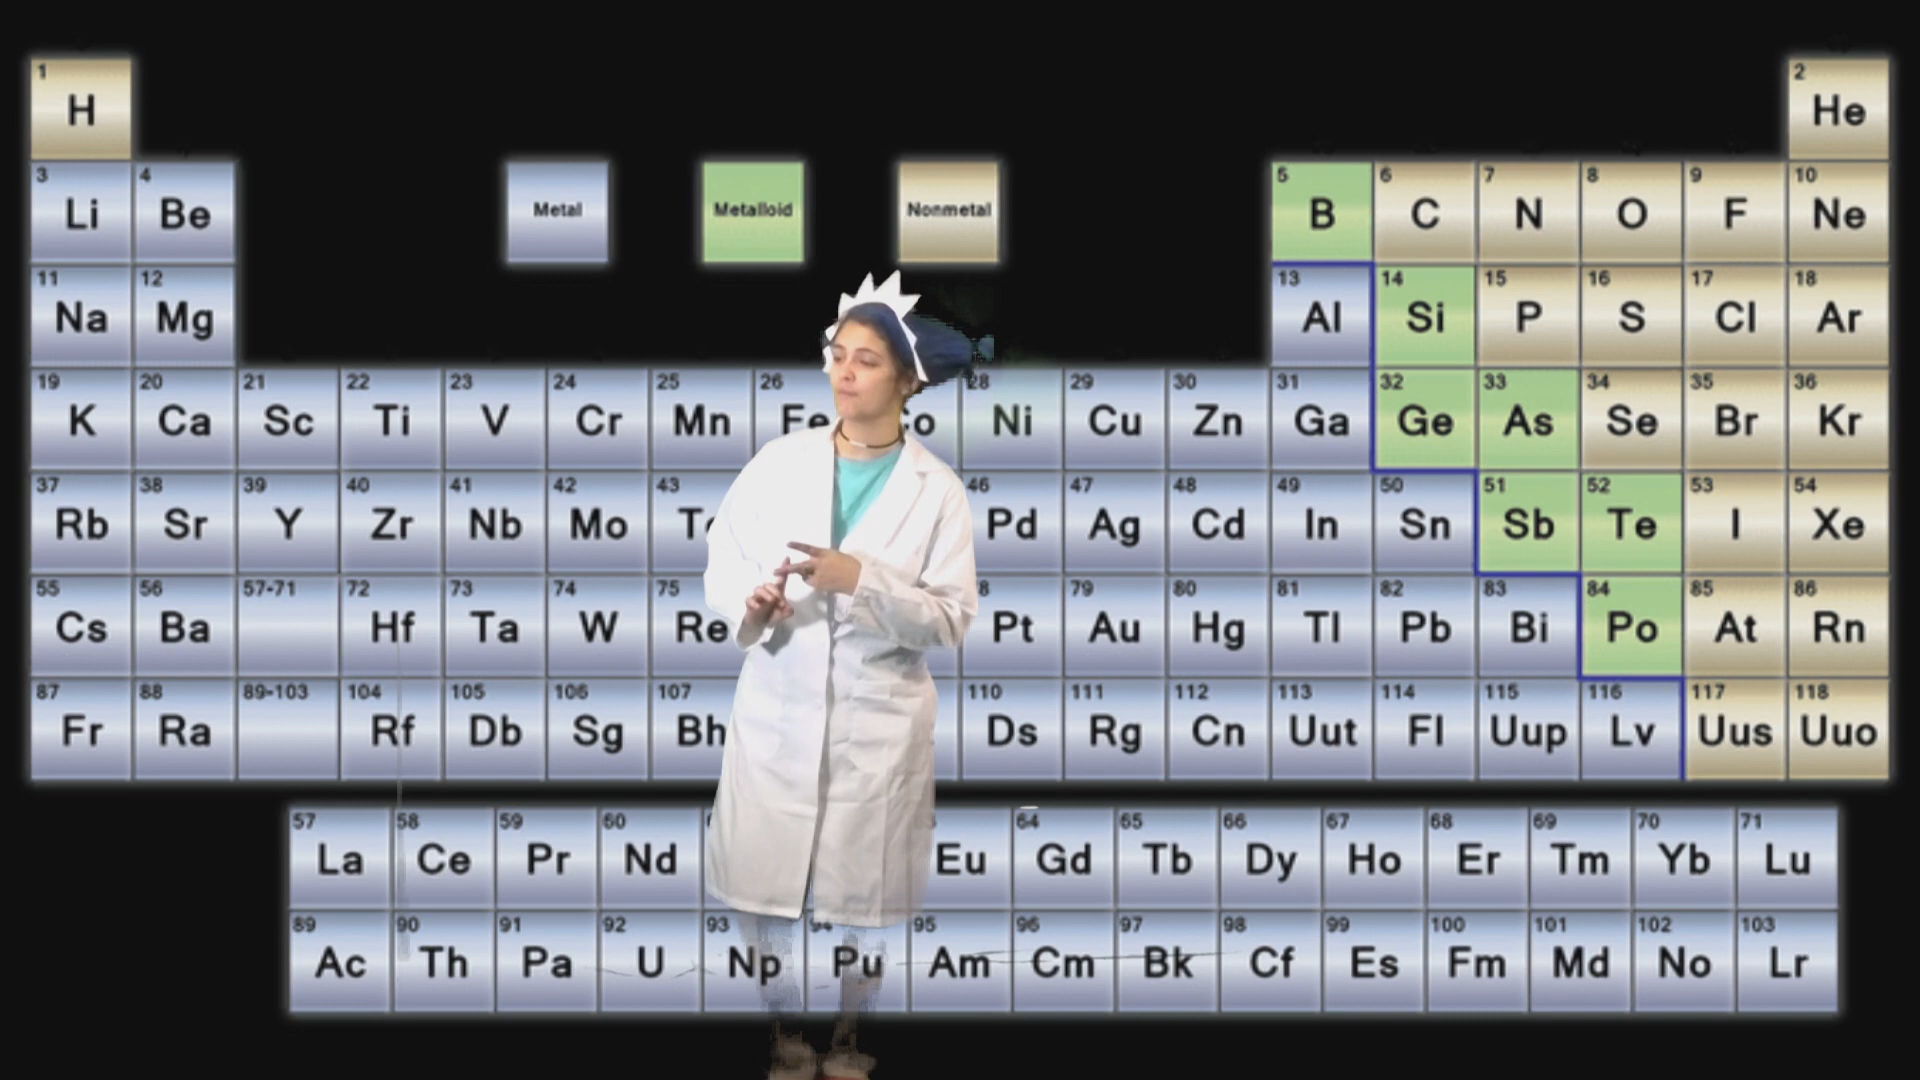 1 2
H He
3 4 5 6 7 8 9 10
Li Be Metal Metalloid Nonmetal B C N O F Ne
11 12 13 14 15 16 17 18
Na Mg Al Si P S Cl Ar
19 20 21 22 23 24 25 26 28 29 30 31 32 33 34 35 36
K Ca Sc Ti V Cr Mn Fe Ni Cu Zn Ga Ge As Se Br Kr
37 38 39 40 41 42 43 46 47 48 49 50 51 52 53 54
Rb Sr Y Zr Nb Mo Pd Ag Cd In Sn Sb Te I Xe
55 56 57-71 72 73 74 75 79 80 81 82 83 84 85 86
Cs Ba Hf Ta W Re Pt Au Hg Tl Pb Bi Po At Rn
87 88 89-103 104 105 106 107 110 111 112 113 114 115 116 117 118
Fr Ra Rf Db Sg Bh Ds Rg Cn Uut Fl Uup Lv Uus Uuo
57 58 59 60 64 65 66 67 68 69 70 71
La Ce Pr Nd Eu Gd Tb Dy Ho Er Tm Yb Lu
89 90 91 92 93 94 95 96 97 98 99 100 101 102 103
Ac Th Pa U Np Pu Am Cm Bk Cf Es Fm Md No Lr